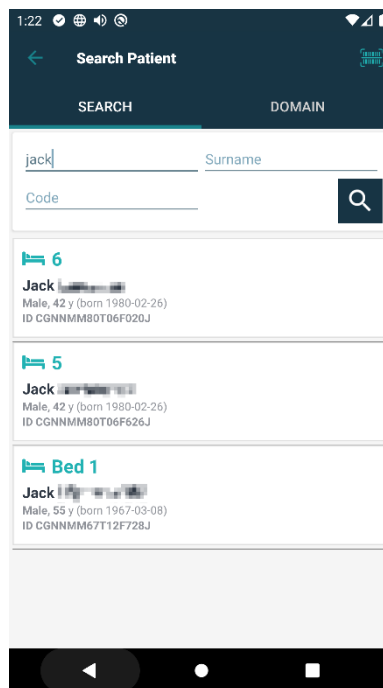 1:22
Search Patient
SEARCH DOMAIN
jack Surname
Code
6
Jack
Male, 42 y (born 1980-02-26)
ID CGNNMM80T06F020J
5
Jack
Male, 42 y (born 1980-02-26)
ID CGNNMM80T06F626J
Bed 1
Jack
Male, 55 y (born 1967-03-08)
ID CGNNMM67T12F728J